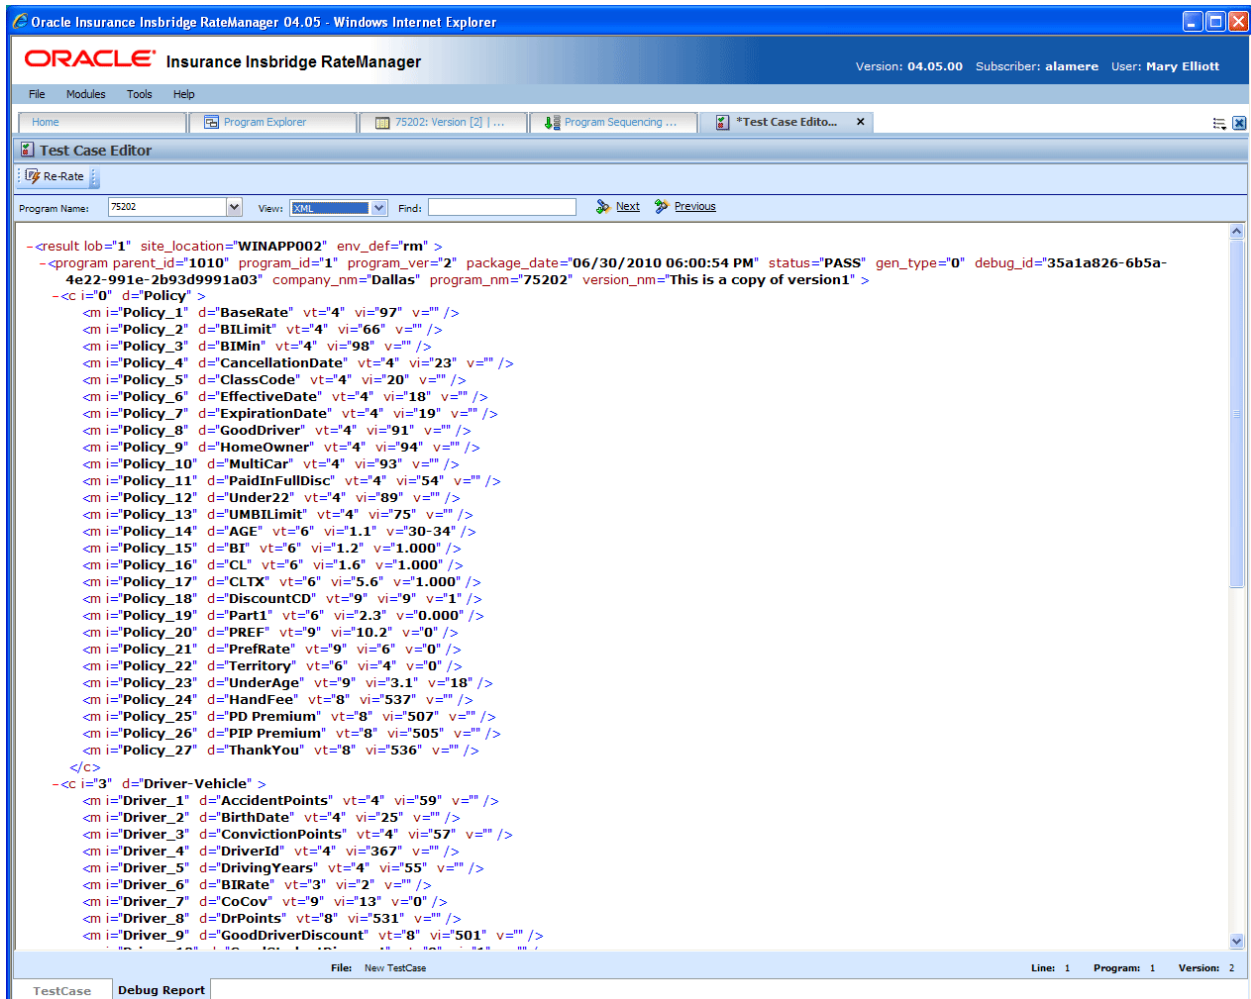 Oracle Insurance Insbridge RateManager 04.05 - Windows Internet Explorer
ORACLE Insurance Insbridge RateManager
Version: 04.05.00 Subscriber: alamere User: Mary Elliott
File Modules Tools Help
Home Program Explorer 75202: Version [2] | ... Program Sequencing ... *Test Case Edito... x
Test Case Editor
Re-Rate
Program Name: 75202 View: XML Find: Next Previous
-<result lob="1" site_location="WINAPP002" env_def="rm" >
-<program parent_id="1010" program_id="1" program_ver="2" package_date="06/30/2010 06:00:54 PM" status="PASS" gen_type="0" debug_id="35a1a826-6b5a-
4e22-991e-2b93d9991a03" company_nm="Dallas" program_nm="75202" version_nm="This is a copy of version1" >
-<c i="0" d="Policy" >
<m i="Policy_1" d="BaseRate" vt="4" vi="97" v="" />
<m i="Policy_2" d="BILimit" vt="4" vi="66" v="" />
<m i="Policy_3" d="BIMin" vt="4" vi="98" v="" />
<m i="Policy_4" d="CancellationDate" vt="4" vi="23" v="" />
<m i="Policy_5" d="ClassCode" vt="4" vi="20" v="" />
<m i="Policy_6" d="EffectiveDate" vt="4" vi="18" v="" />
<m i="Policy_7" d="ExpirationDate" vt="4" vi="19" v="" />
<m i="Policy_8" d="GoodDriver" vt="4" vi="91" v="" />
<m i="Policy_9" d="HomeOwner" vt="4" vi="94" v="" />
<m i="Policy_10" d="MultiCar" vt="4" vi="93" v="" />
<m i="Policy_11" d="PaidInFullDisc" vt="4" vi="54" v="" />
<m i="Policy_12" d="Under22" vt="4" vi="89" v="" />
<m i="Policy_13" d="UMBILimit" vt="4" vi="75" v="" />
<m i="Policy_14" d="AGE" vt="6" vi="1.1" v="30-34" />
<m i="Policy_15" d="BI" vt="6" vi="1.2" v="1.000" />
<m i="Policy_16" d="CL" vt="6" vi="1.6" v="1.000" />
<m i="Policy_17" d="CLTX" vt="6" vi="5.6" v="1.000" />
<m i="Policy_18" d="DiscountCD" vt="9" vi="9" v="1" />
<m i="Policy_19" d="Part1" vt="6" vi="2.3" v="0.000" />
<m i="Policy_20" d="PREF" vt="9" vi="10.2" v="0" />
<m i="Policy_21" d="PrefRate" vt="9" vi="6" v="0" />
<m i="Policy_22" d="Territory" vt="6" vi="4" v="0" />
<m i="Policy_23" d="UnderAge" vt="9" vi="3.1" v="18" />
<m i="Policy_24" d="HandFee" vt="8" vi="537" v="" />
<m i="Policy_25" d="PD Premium" vt="8" vi="507" v="" />
<m i="Policy_26" d="PIP Premium" vt="8" vi="505" v="" />
<m i="Policy_27" d="ThankYou" vt="8" vi="536" v="" />
</c>
-<c i="3" d="Driver-Vehicle" >
<m i="Driver_1" d="AccidentPoints" vt="4" vi="59" v="" />
<m i="Driver_2" d="BirthDate" vt="4" vi="25" v="" />
<m i="Driver_3" d="ConvictionPoints" vt="4" vi="57" v="" />
<m i="Driver_4" d="DriverId" vt="4" vi="367" v="" />
<m i="Driver_5" d="DrivingYears" vt="4" vi="55" v="" />
<m i="Driver_6" d="BIRate" vt="3" vi="2" v="" />
<m i="Driver_7" d="CoCov" vt="9" vi="13" v="0" />
<m i="Driver_8" d="DrPoints" vt="8" vi="531" v="" />
<m i="Driver_9" d="GoodDriverDiscount" vt="8" vi="501" v="" />
File: New TestCase Line: 1 Program: 1 Version: 2
TestCase Debug Report